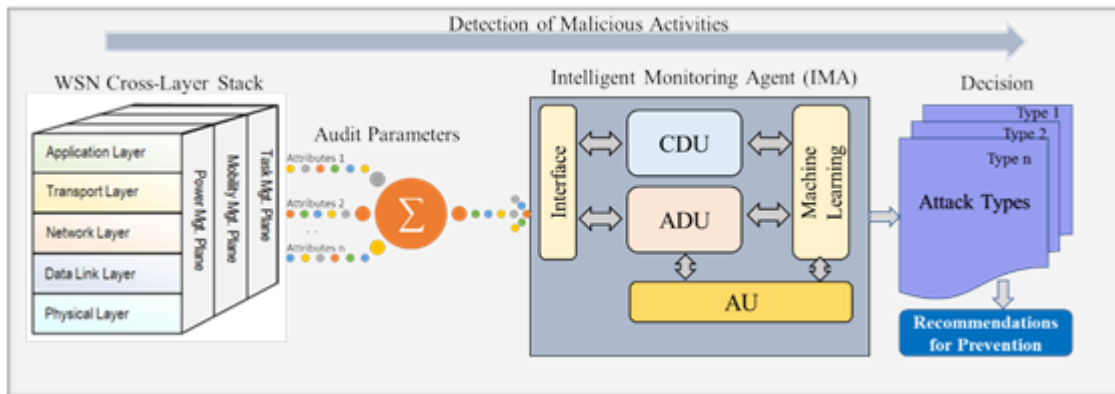 Detection of Malicious Activities
WSN Cross-Layer Stack
Application Layer
Transport Layer
Network Layer
Data Link Layer
Physical Layer
Power Mgt. Plane
Mobility Mgt. Plane
Task Mgt. Plane
Audit Parameters
Attributes 1
Attributes 2
. .
Attributes n
Σ
Intelligent Monitoring Agent (IMA)
Interface
CDU
ADU
AU
Machine
Learning
Decision
Type 1
Type 2
Type n
Attack Types
Recommendations
for Prevention